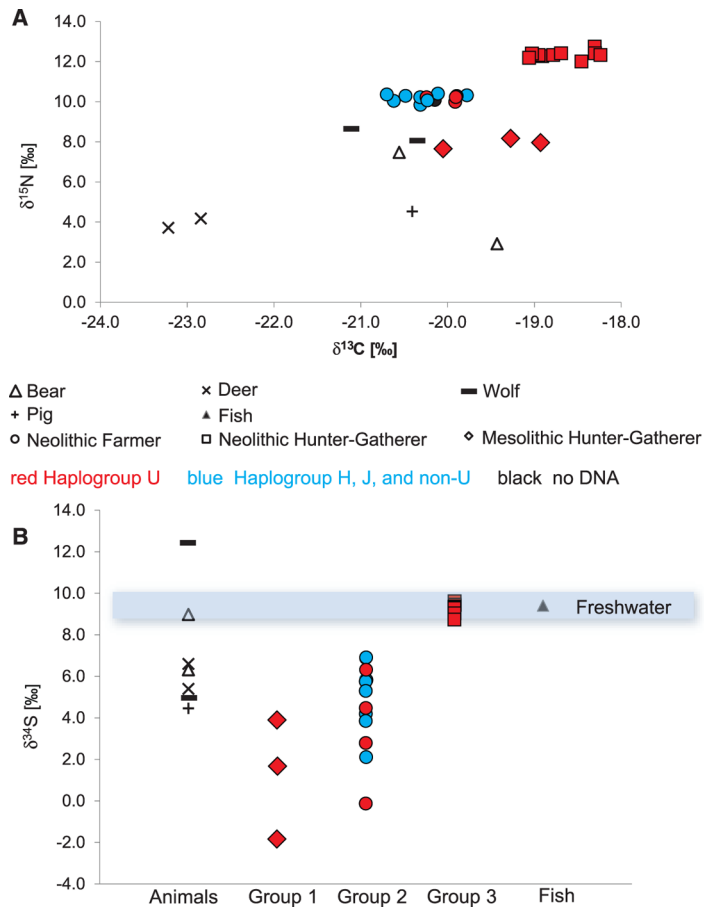 A
14.0
12.0
10.0
8.0
6.0
4.0
2.0
0.0
δ15N [‰]
-24.0 -23.0 -22.0 -21.0 -20.0 -19.0 -18.0
δ13C [‰]
Bear Deer Wolf
Pig Fish
Neolithic Farmer Neolithic Hunter-Gatherer Mesolithic Hunter-Gatherer
red Haplogroup U blue Haplogroup H, J, and non-U black no DNA
B
14.0
12.0
10.0
8.0
6.0
4.0
2.0
0.0
-2.0
-4.0
δ34S [‰]
Freshwater
Animals Group 1 Group 2 Group 3 Fish